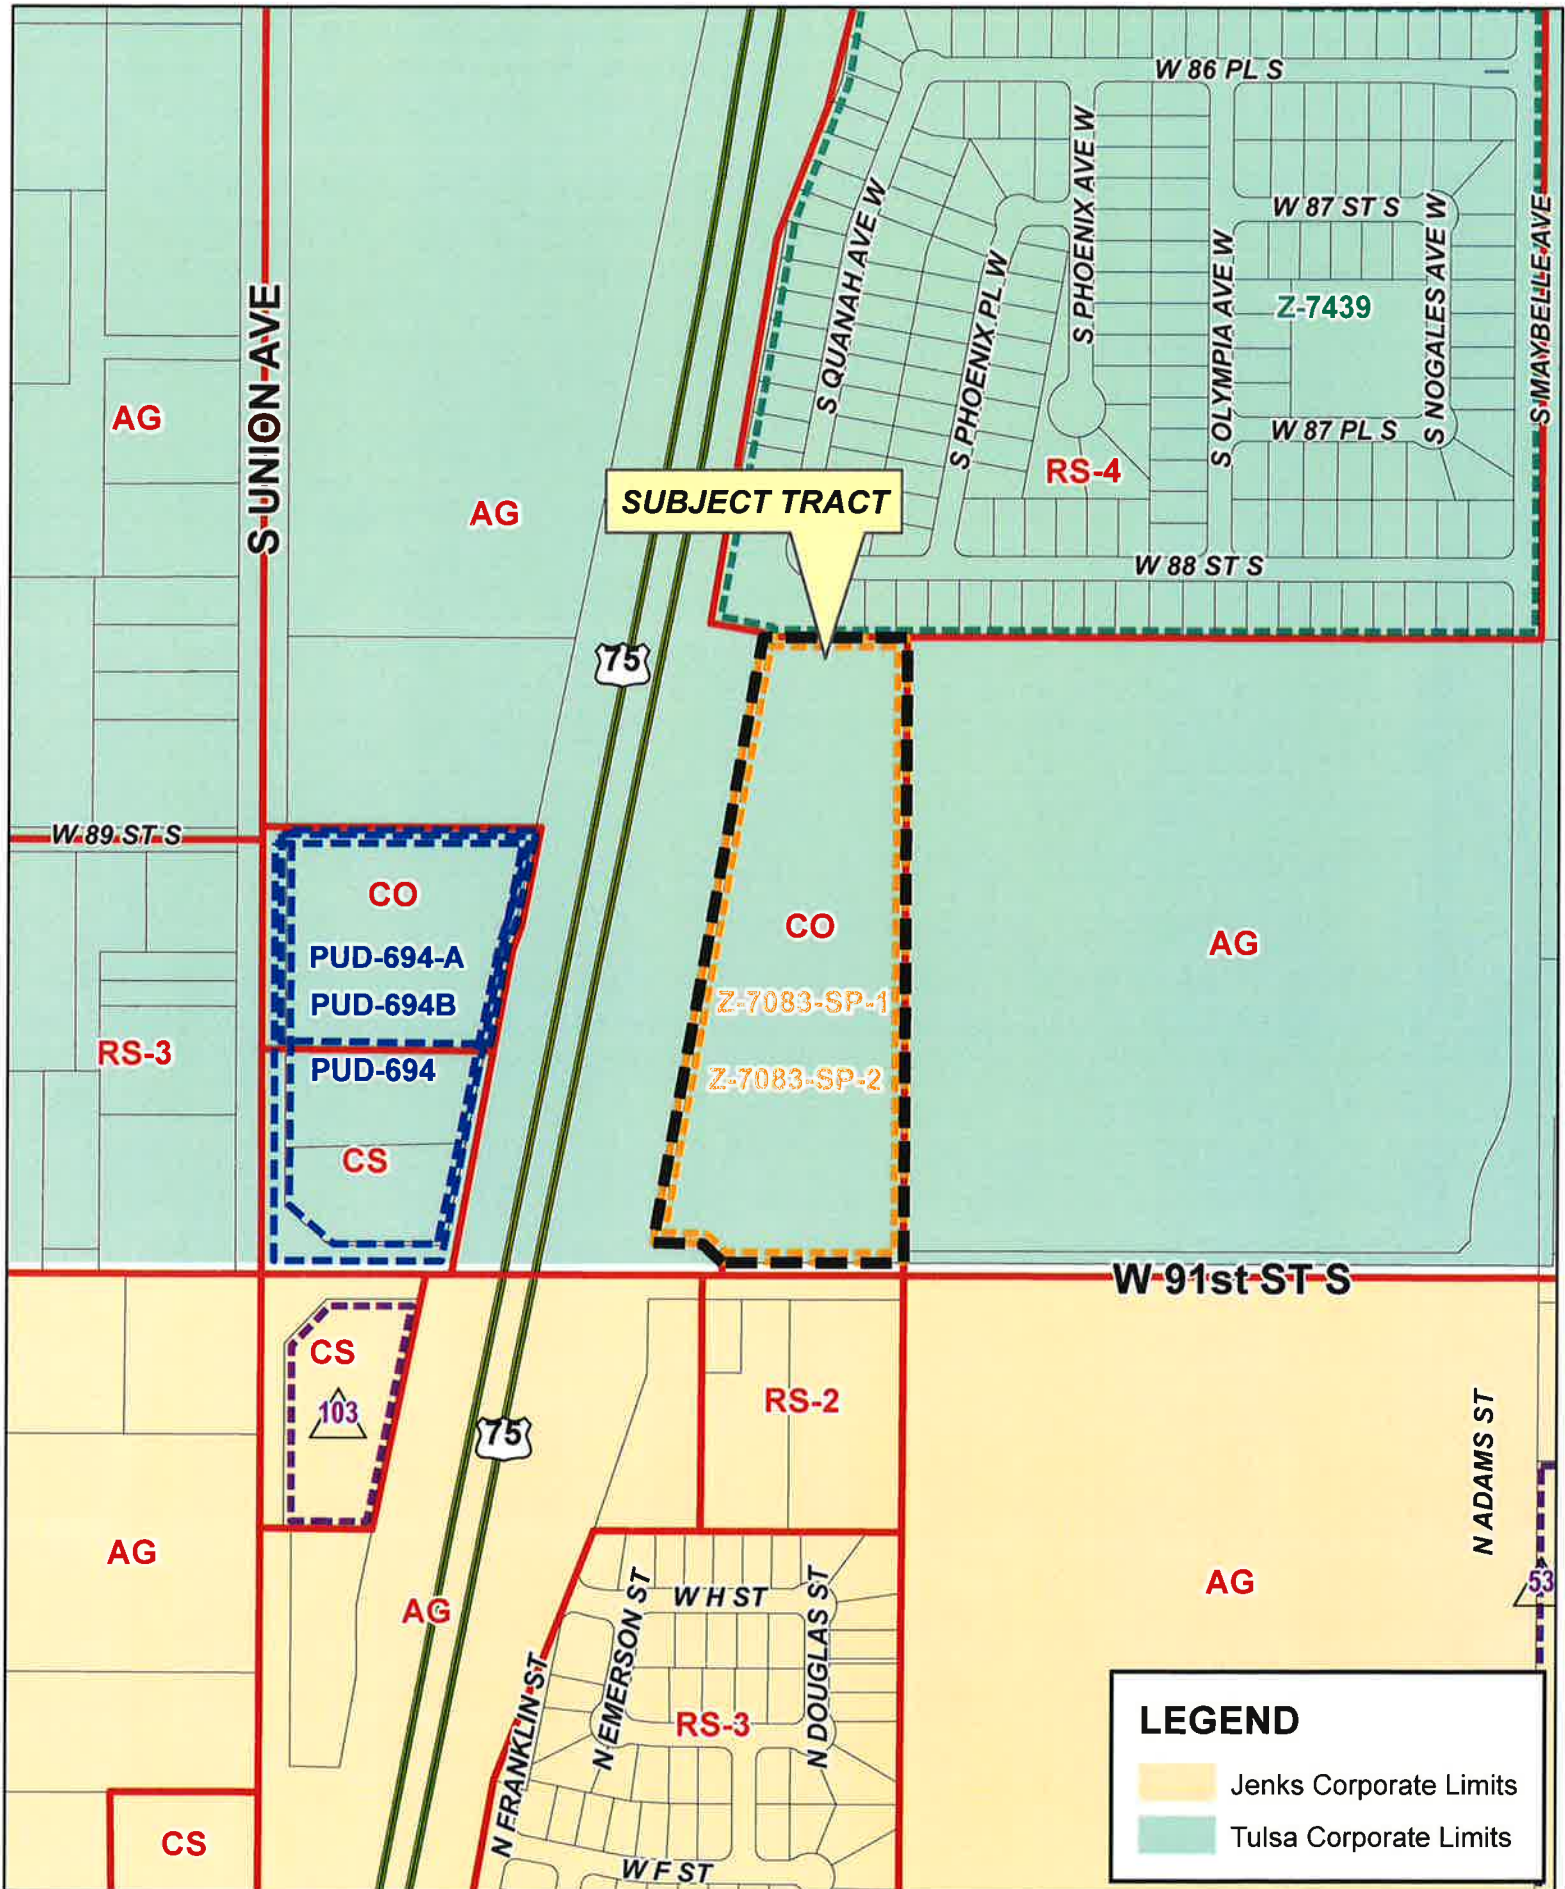 W 86 PL S
S QUANAH AVE W
S PHOENIX PL W
S PHOENIX AVE W
S OLYMPIA AVE W
W 87 ST S
Z-7439
S NOGALES AVE W
S MAYBELLE AVE
W 87 PL S
RS-4
W 88 ST S
S UNION AVE
AG
AG
SUBJECT TRACT
75
W 89 ST S
CO
PUD-694-A
PUD-694B
PUD-694
CS
RS-3
CO
Z-7083-SP-1
Z-7083-SP-2
AG
W 91st ST S
CS
103
75
RS-2
N ADAMS ST
53
AG
AG
AG
W H ST
N EMERSON ST
N DOUGLAS ST
N FRANKLIN ST
RS-3
W F ST
CS
LEGEND
Jenks Corporate Limits
Tulsa Corporate Limits